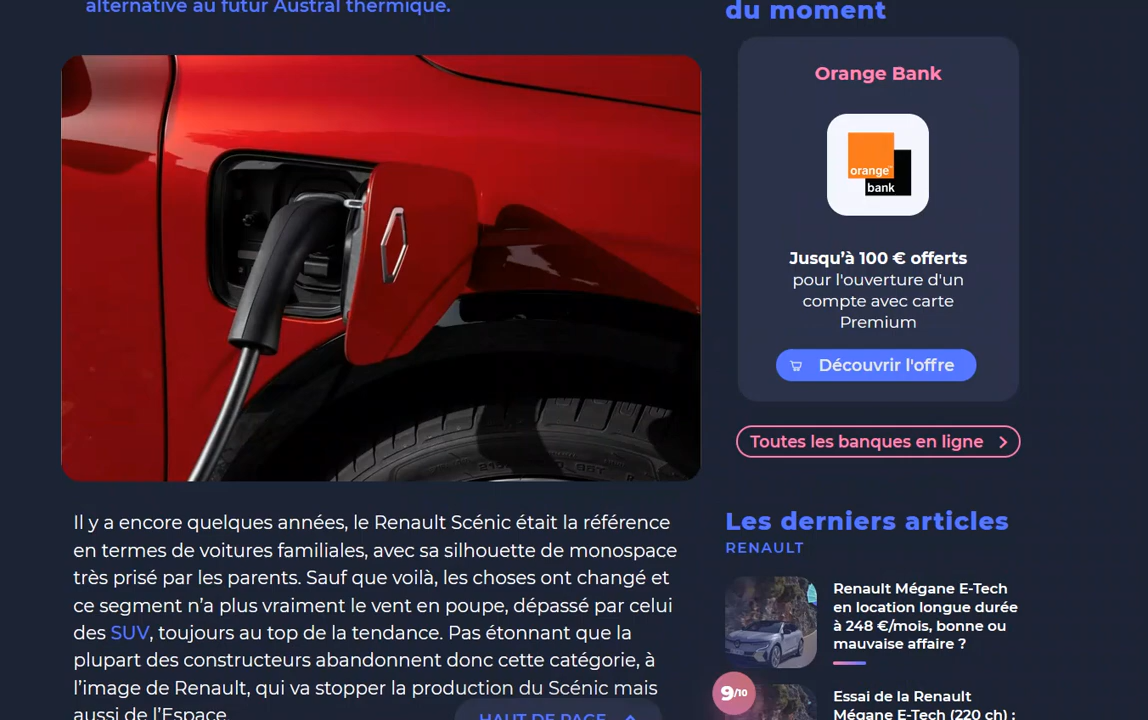 alternative au futur Austral thermique.
Il y a encore quelques années, le Renault Scénic était la référence
en termes de voitures familiales, avec sa silhouette de monospace
très prisé par les parents. Sauf que voilà, les choses ont changé et
ce segment n’a plus vraiment le vent en poupe, dépassé par celui
des SUV, toujours au top de la tendance. Pas étonnant que la
plupart des constructeurs abandonnent donc cette catégorie, à
l’image de Renault, qui va stopper la production du Scénic mais
aussi de l’Espace.
HAUT DE PAGE
du moment
Orange Bank
orange™
bank
Jusqu’à 100 € offerts
pour l'ouverture d'un
compte avec carte
Premium
Découvrir l'offre
Toutes les banques en ligne
Les derniers articles
RENAULT
Renault Mégane E-Tech
en location longue durée
à 248 €/mois, bonne ou
mauvaise affaire ?
9/10
Essai de la Renault
Mégane E-Tech (220 ch) :